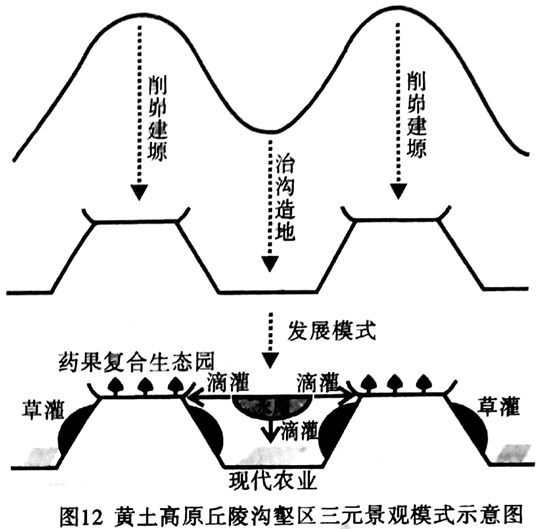 削峁建塬
削峁建塬
治沟造地
发展模式
药果复合生态园
滴灌
滴灌
草灌
草灌
滴灌
现代农业
图12 黄土高原丘陵沟壑区三元景观模式示意图